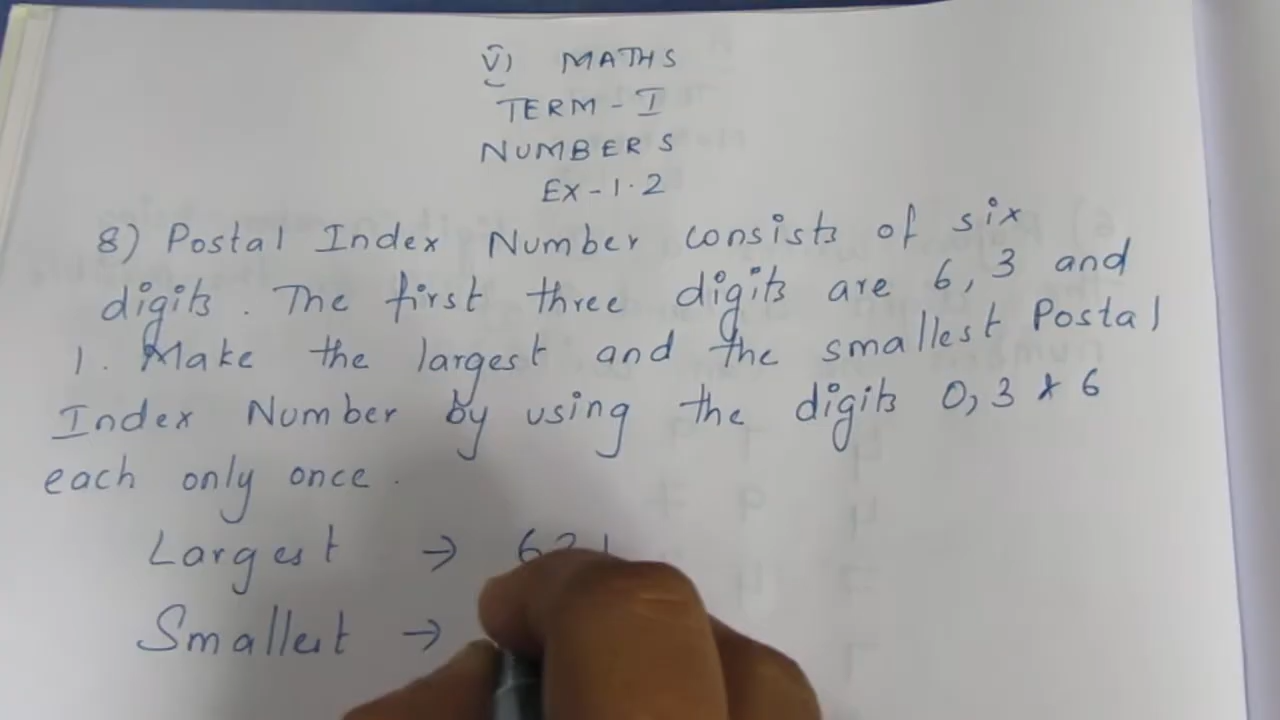 VI MATHS
TERM - I
NUMBERS
EX - 1.2
8) Postal Index Number consists of six
digits. The first three digits are 6, 3 and
1. Make the largest and the smallest Postal
Index Number by using the digits 0, 3 & 6
each only once.
Largest → 631
Smallest →